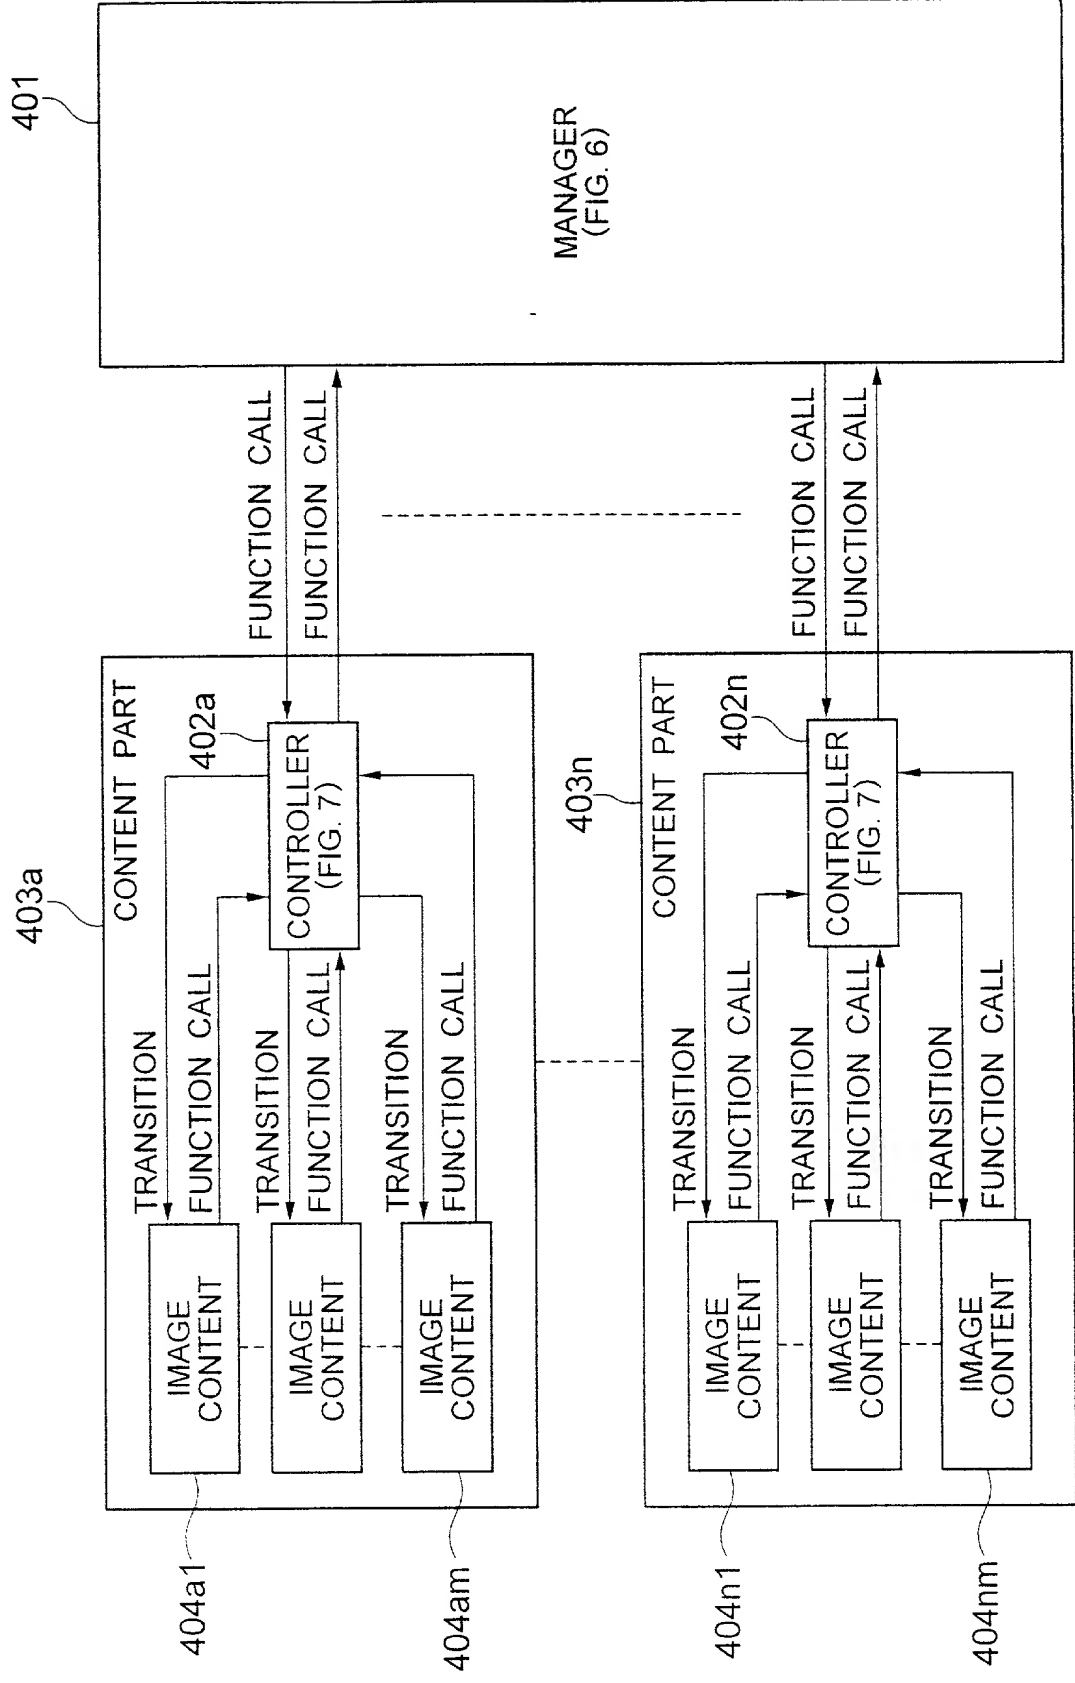 401
MANAGER
(FIG. 6)
FUNCTION CALL
FUNCTION CALL
FUNCTION CALL
FUNCTION CALL
403a
CONTENT PART
402a
CONTROLLER
(FIG. 7)
TRANSITION
FUNCTION CALL
TRANSITION
FUNCTION CALL
TRANSITION
FUNCTION CALL
IMAGE
CONTENT
IMAGE
CONTENT
IMAGE
CONTENT
404a1
404am
403n
CONTENT PART
402n
CONTROLLER
(FIG. 7)
TRANSITION
FUNCTION CALL
TRANSITION
FUNCTION CALL
TRANSITION
FUNCTION CALL
IMAGE
CONTENT
IMAGE
CONTENT
IMAGE
CONTENT
404n1
404nm